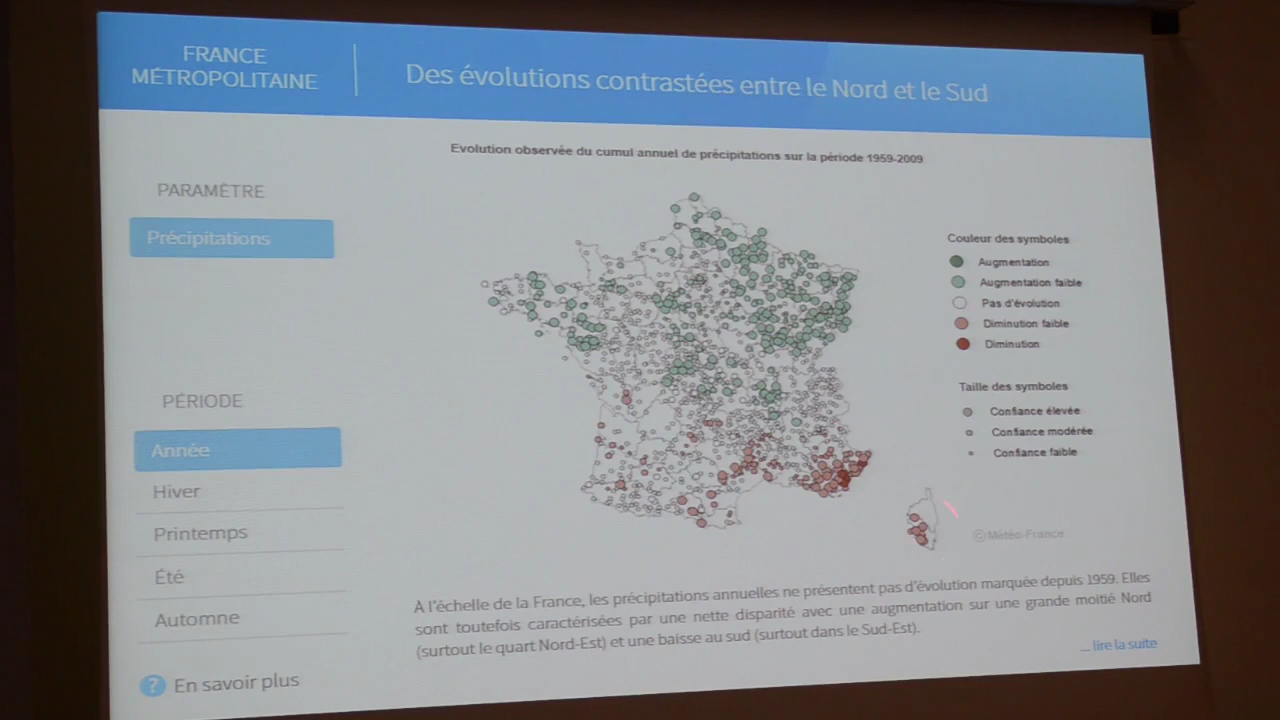 FRANCE
MÉTROPOLITAINE
Des évolutions contrastées entre le Nord et le Sud
Evolution observée du cumul annuel de précipitations sur la période 1959-2009
PARAMÈTRE
Précipitations
PÉRIODE
Année
Hiver
Printemps
Été
Automne
? En savoir plus
Couleur des symboles
Augmentation
Augmentation faible
Pas d'évolution
Diminution faible
Diminution
Taille des symboles
Confiance élevée
Confiance modérée
Confiance faible
© Météo-France
A l'échelle de la France, les précipitations annuelles ne présentent pas d'évolution marquée depuis 1959. Elles
sont toutefois caractérisées par une nette disparité avec une augmentation sur une grande moitié Nord
(surtout le quart Nord-Est) et une baisse au sud (surtout dans le Sud-Est).
... lire la suite